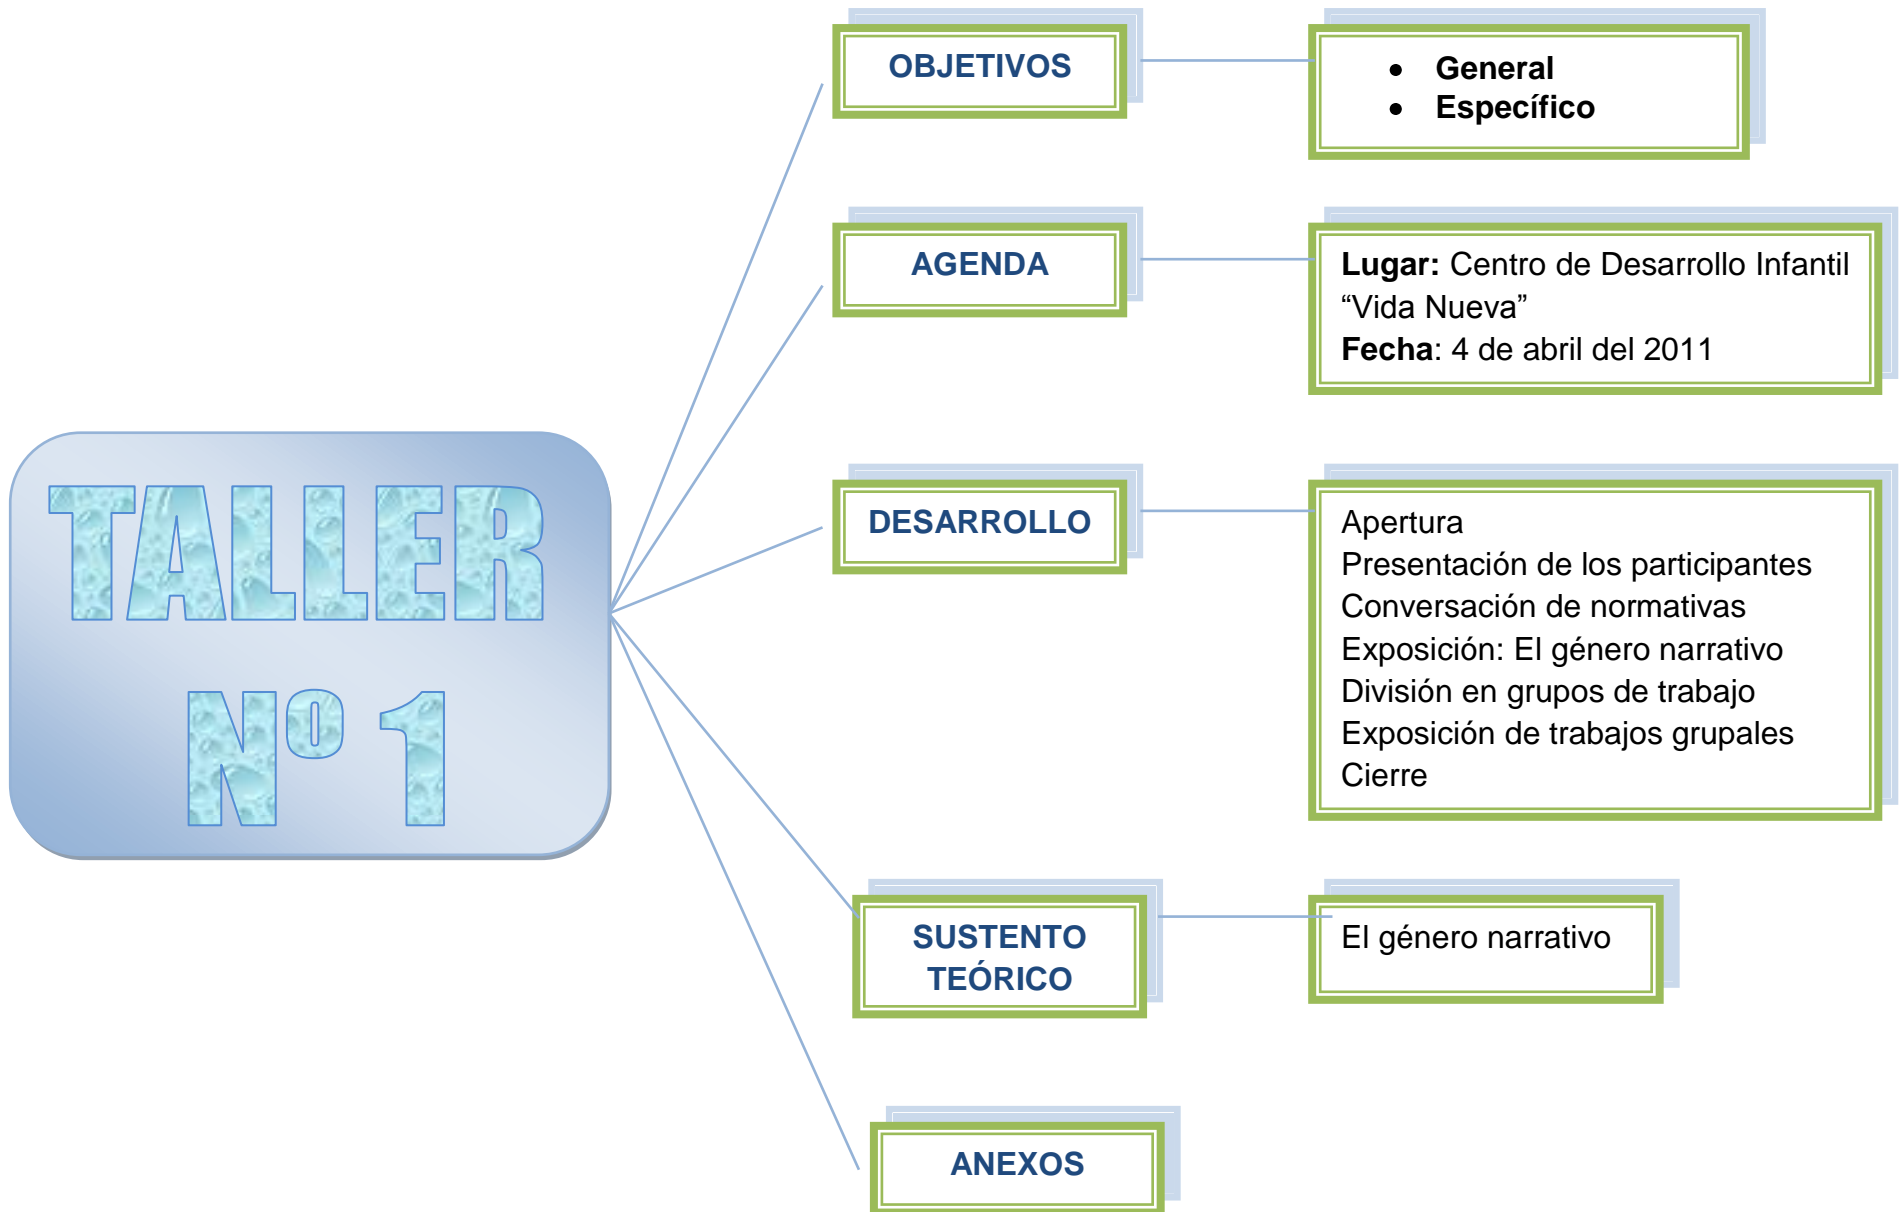 TALLER
Nº 1
OBJETIVOS
• General
• Específico
AGENDA
Lugar: Centro de Desarrollo Infantil
“Vida Nueva”
Fecha: 4 de abril del 2011
DESARROLLO
Apertura
Presentación de los participantes
Conversación de normativas
Exposición: El género narrativo
División en grupos de trabajo
Exposición de trabajos grupales
Cierre
SUSTENTO
TEÓRICO
El género narrativo
ANEXOS